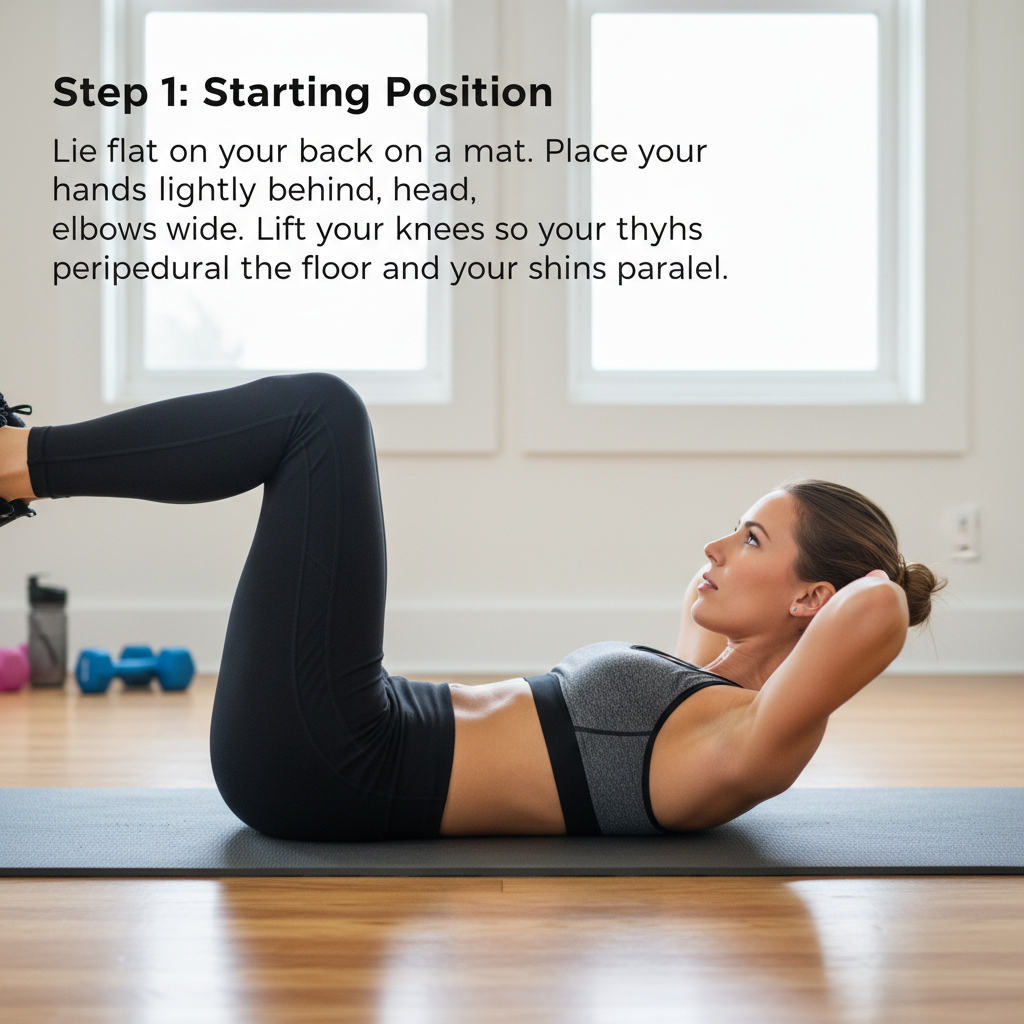 Step 1: Starting Position
Lie flat on your back on a mat. Place your
hands lightly behind, head,
elbows wide. Lift your knees so your thyhs
peripedural the floor and your shins paralel.